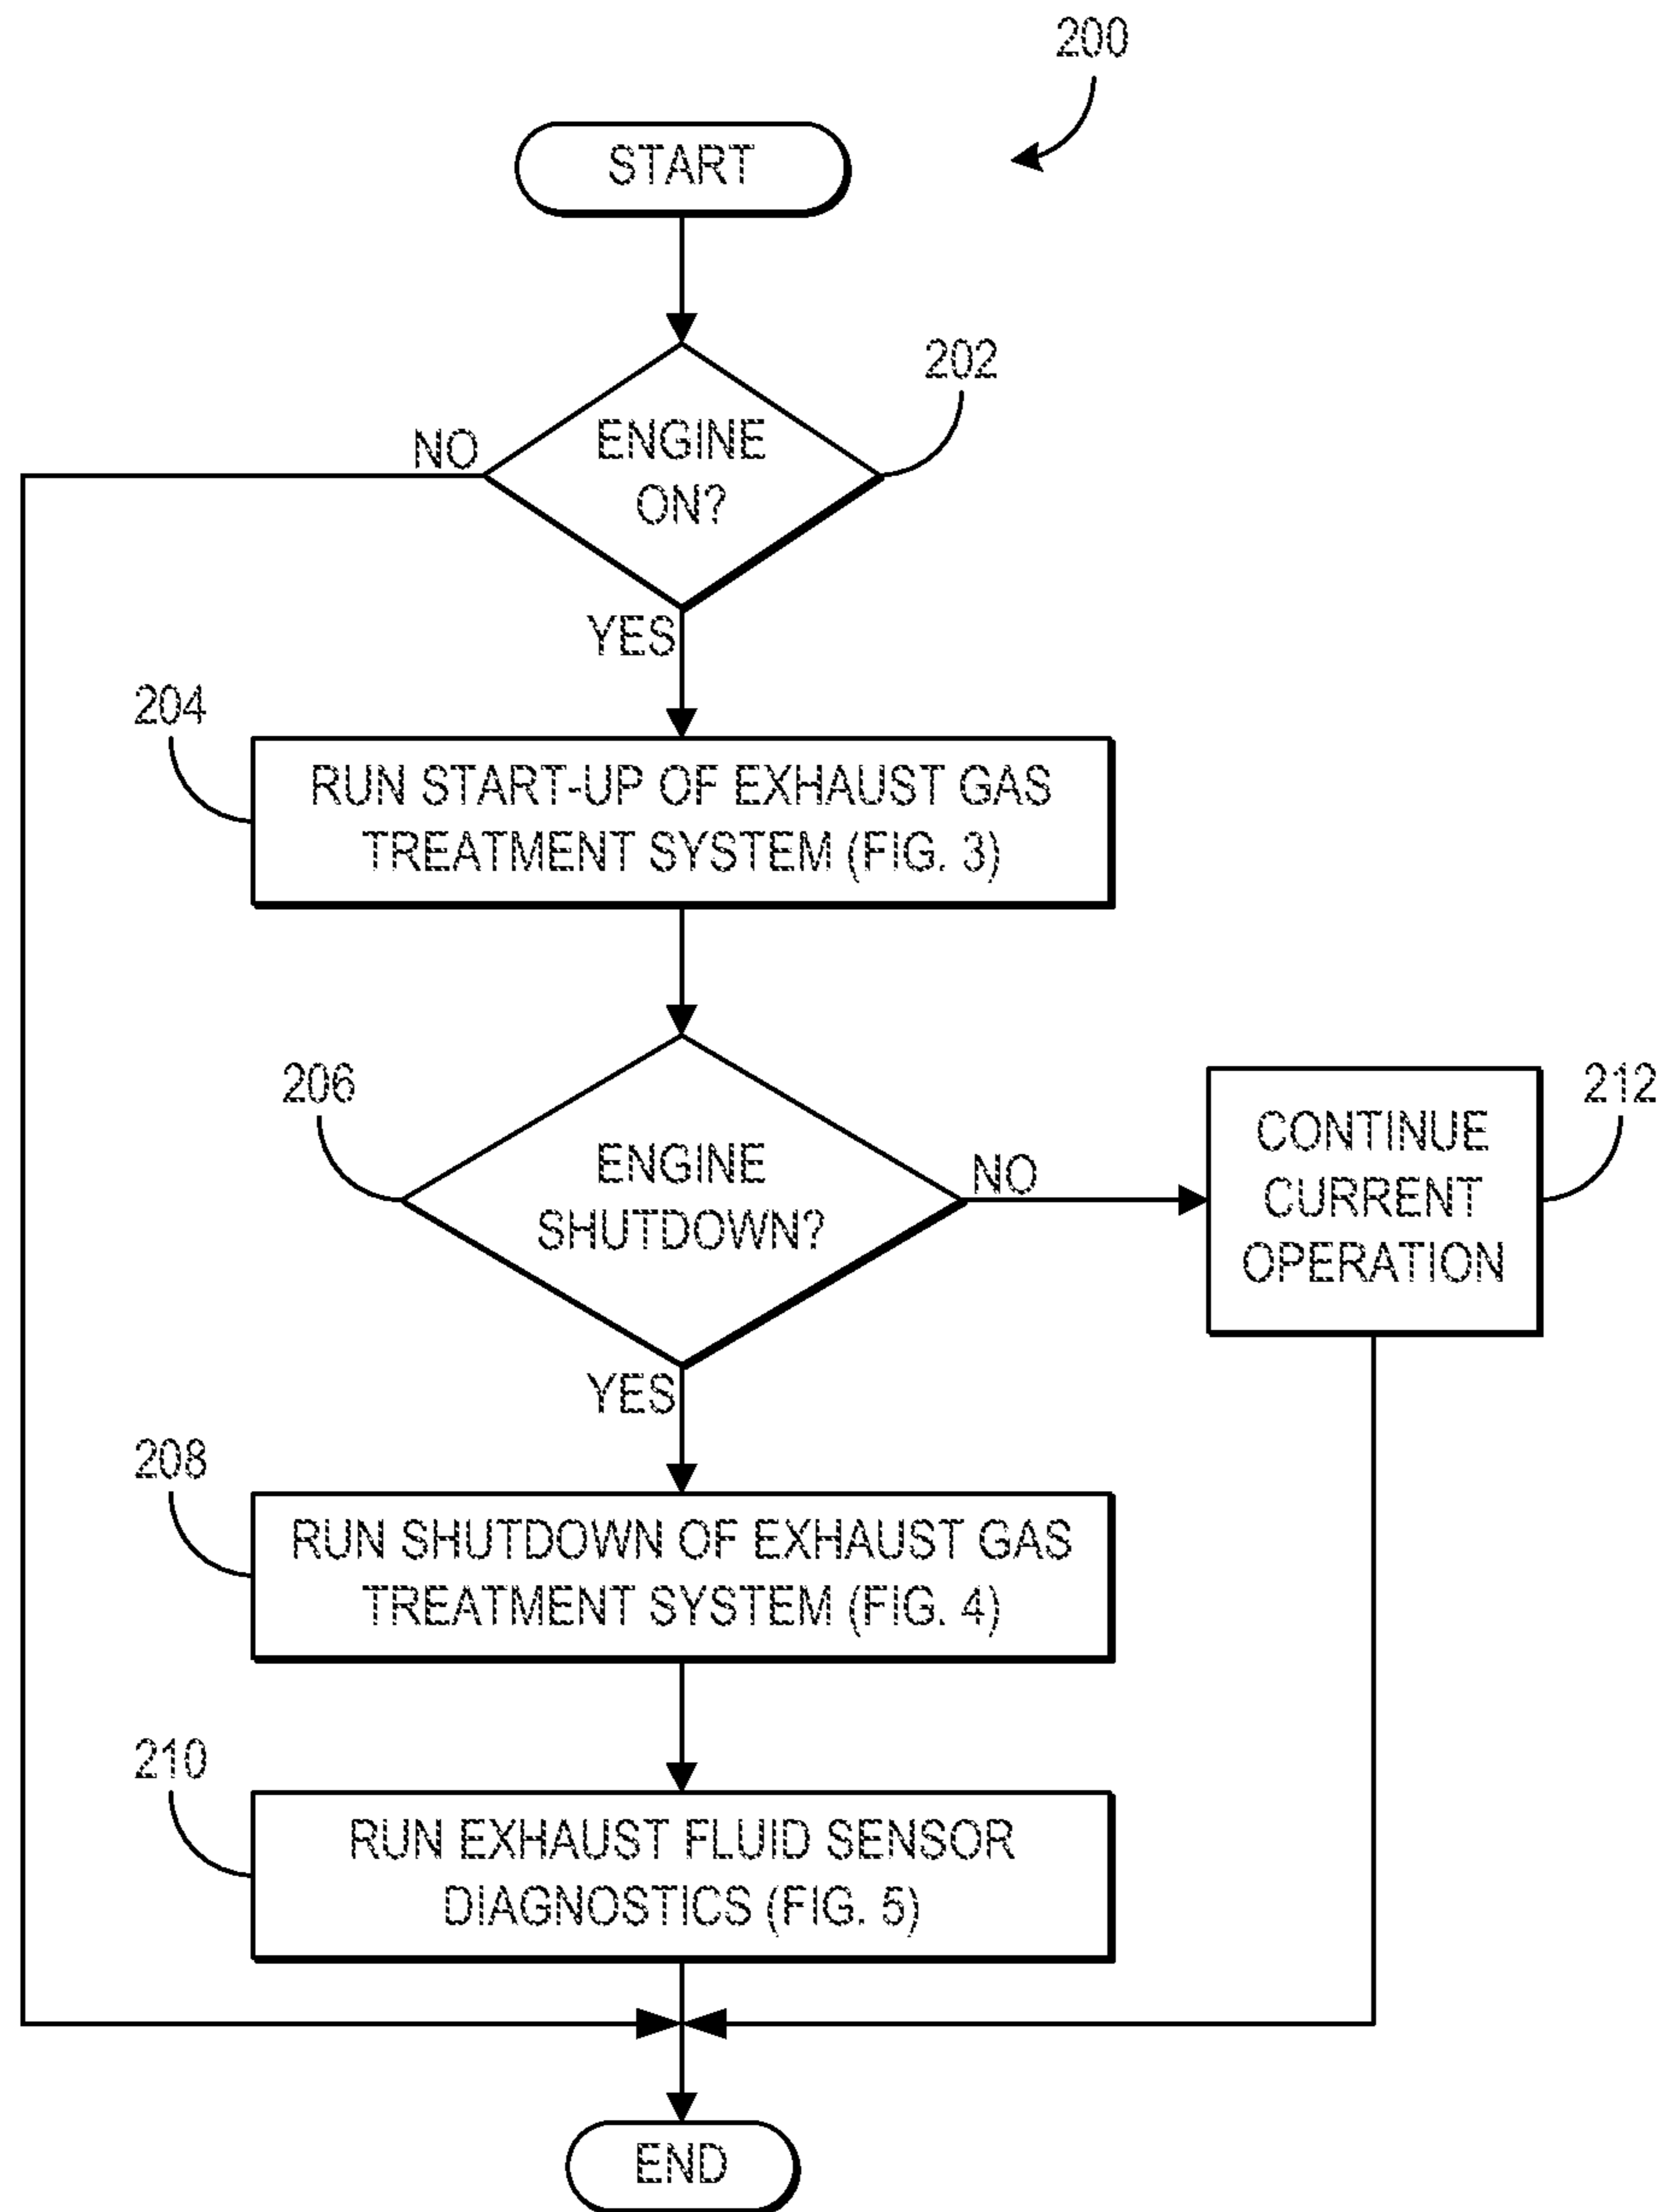 200
START
202
NO
ENGINE
ON?
YES
204
RUN START-UP OF EXHAUST GAS
TREATMENT SYSTEM (FIG. 3)
206
ENGINE
SHUTDOWN?
NO
CONTINUE
CURRENT
OPERATION
212
YES
208
RUN SHUTDOWN OF EXHAUST GAS
TREATMENT SYSTEM (FIG. 4)
210
RUN EXHAUST FLUID SENSOR
DIAGNOSTICS (FIG. 5)
END